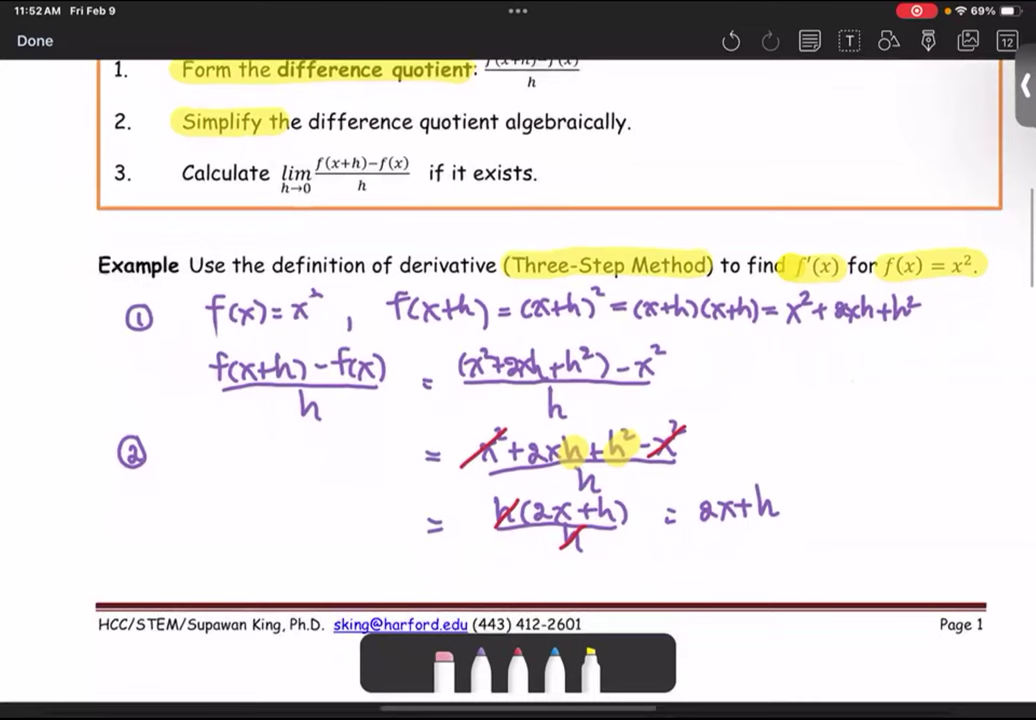 11:52 AM Fri Feb 9 69%
Done T 12
1. Form the difference quotient: f(x+h)−f(x)/h
2. Simplify the difference quotient algebraically.
3. Calculate lim h→0 f(x+h)−f(x)/h if it exists.
Example Use the definition of derivative (Three-Step Method) to find f′(x) for f(x) = x².
① f(x) = x², f(x+h) = (x+h)² = (x+h)(x+h) = x²+2xh+h²
f(x+h)−f(x)/h = (x²+2xh+h²)−x²/h
② = x²+2xh+h²−x²/h
= h(2x+h)/h = 2x+h
HCC/STEM/Supawan King, Ph.D. sking@harford.edu (443) 412-2601 Page 1